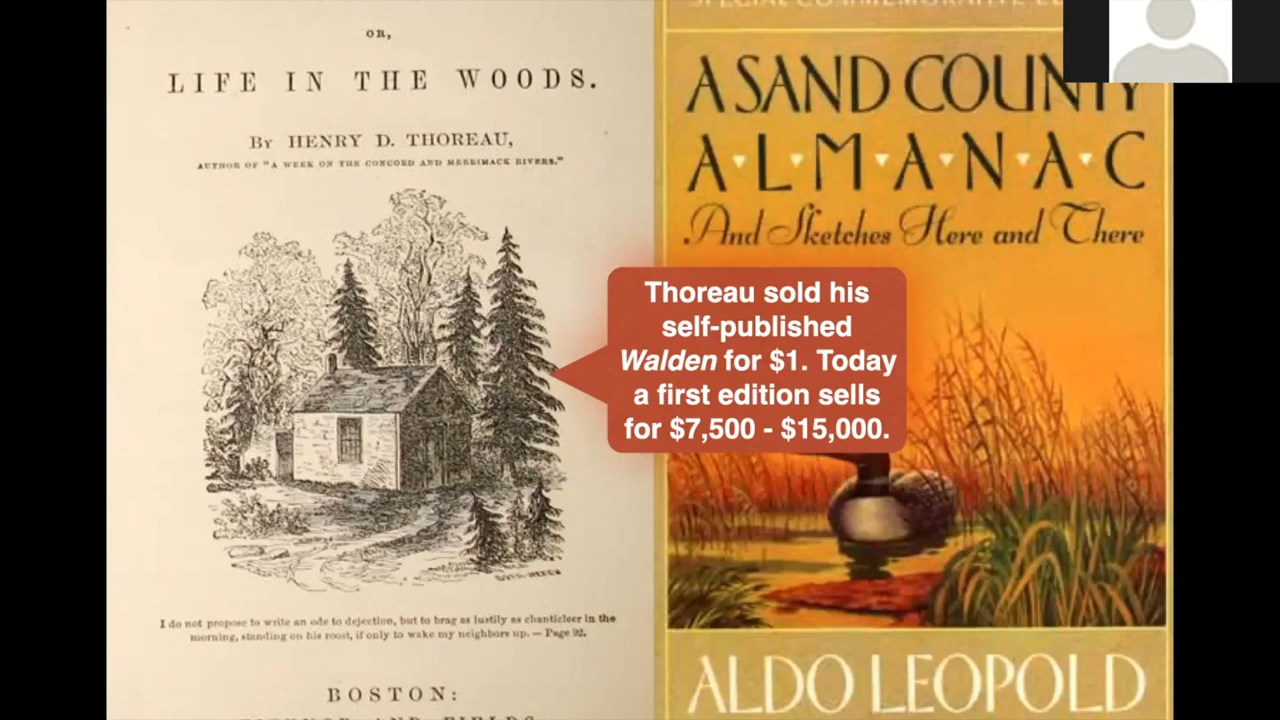 OR,
LIFE IN THE WOODS.
By HENRY D. THOREAU,
AUTHOR OF "A WEEK ON THE CONCORD AND MERRIMACK RIVERS."
I do not propose to write an ode to dejection, but to brag as lustily as chanticleer in the
morning, standing on his roost, if only to wake my neighbors up. — Page 92.
BOSTON:
AND FIELDS
Thoreau sold his
self-published
Walden for $1. Today
a first edition sells
for $7,500 - $15,000.
SPECIAL COMMEMORATIVE
A SAND COUNTY
A L M A N A C
And Sketches Here and There
ALDO LEOPOLD